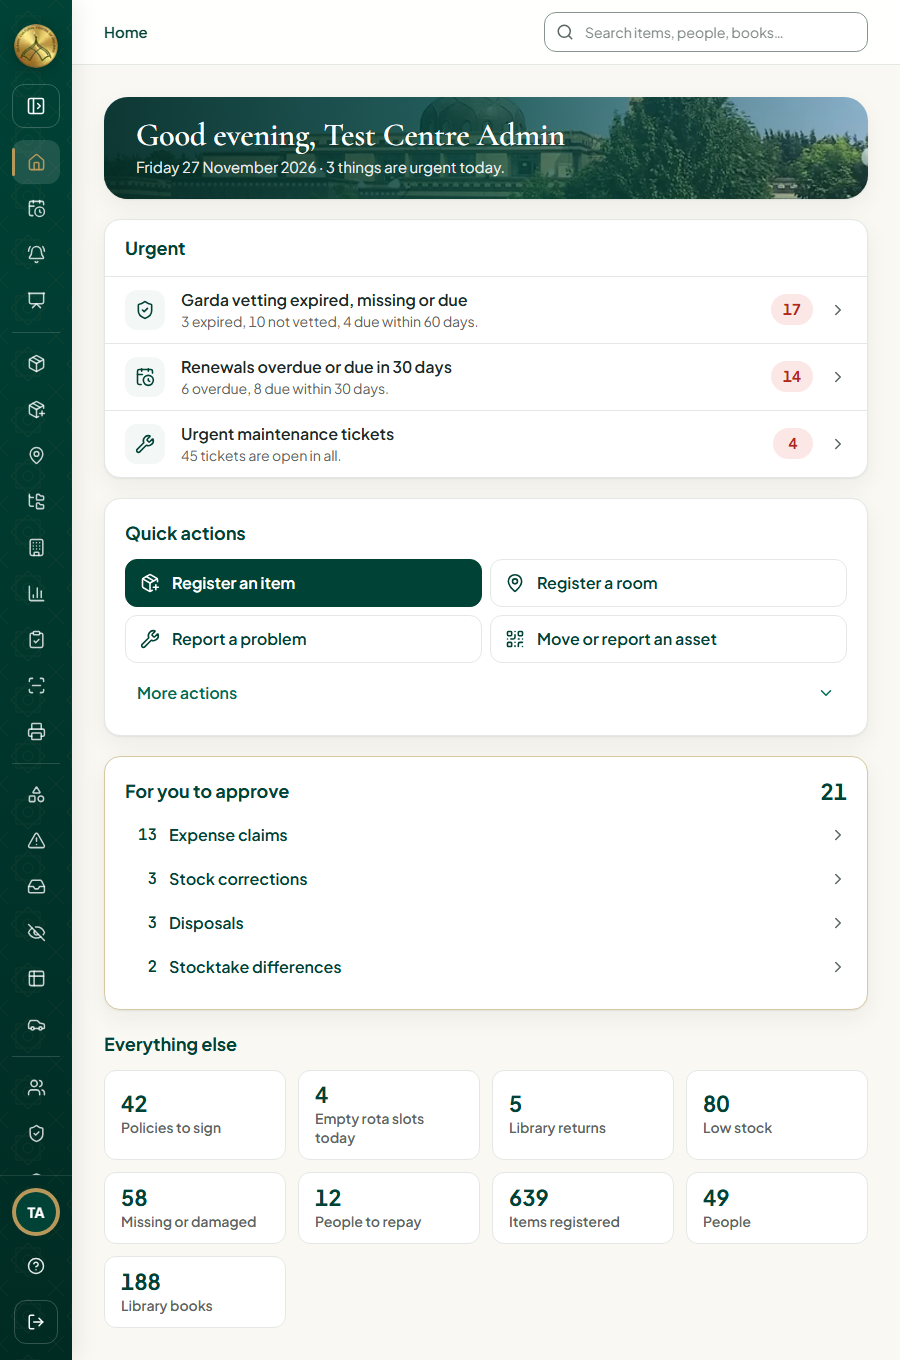 Home
Search items, people, books...
Good evening, Test Centre Admin
Friday 27 November 2026 · 3 things are urgent today.
Urgent
Garda vetting expired, missing or due
3 expired, 10 not vetted, 4 due within 60 days.
17
Renewals overdue or due in 30 days
6 overdue, 8 due within 30 days.
14
Urgent maintenance tickets
45 tickets are open in all.
4
Quick actions
Register an item
Register a room
Report a problem
Move or report an asset
More actions
For you to approve
21
13 Expense claims
3 Stock corrections
3 Disposals
2 Stocktake differences
Everything else
42
Policies to sign
4
Empty rota slots
today
5
Library returns
80
Low stock
58
Missing or damaged
12
People to repay
639
Items registered
49
People
188
Library books
TA